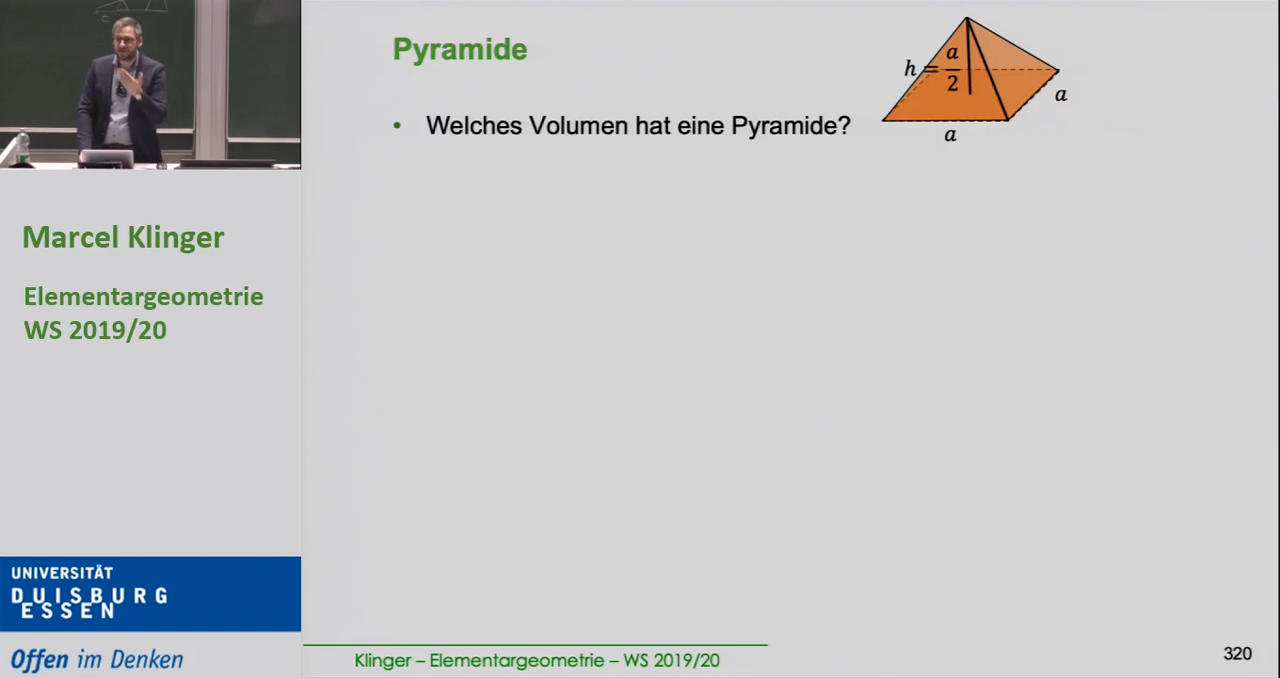 Pyramide
• Welches Volumen hat eine Pyramide?
h = a/2
a
a
Marcel Klinger
Elementargeometrie
WS 2019/20
UNIVERSITÄT
DUISBURG
ESSEN
Offen im Denken
Klinger – Elementargeometrie – WS 2019/20
320